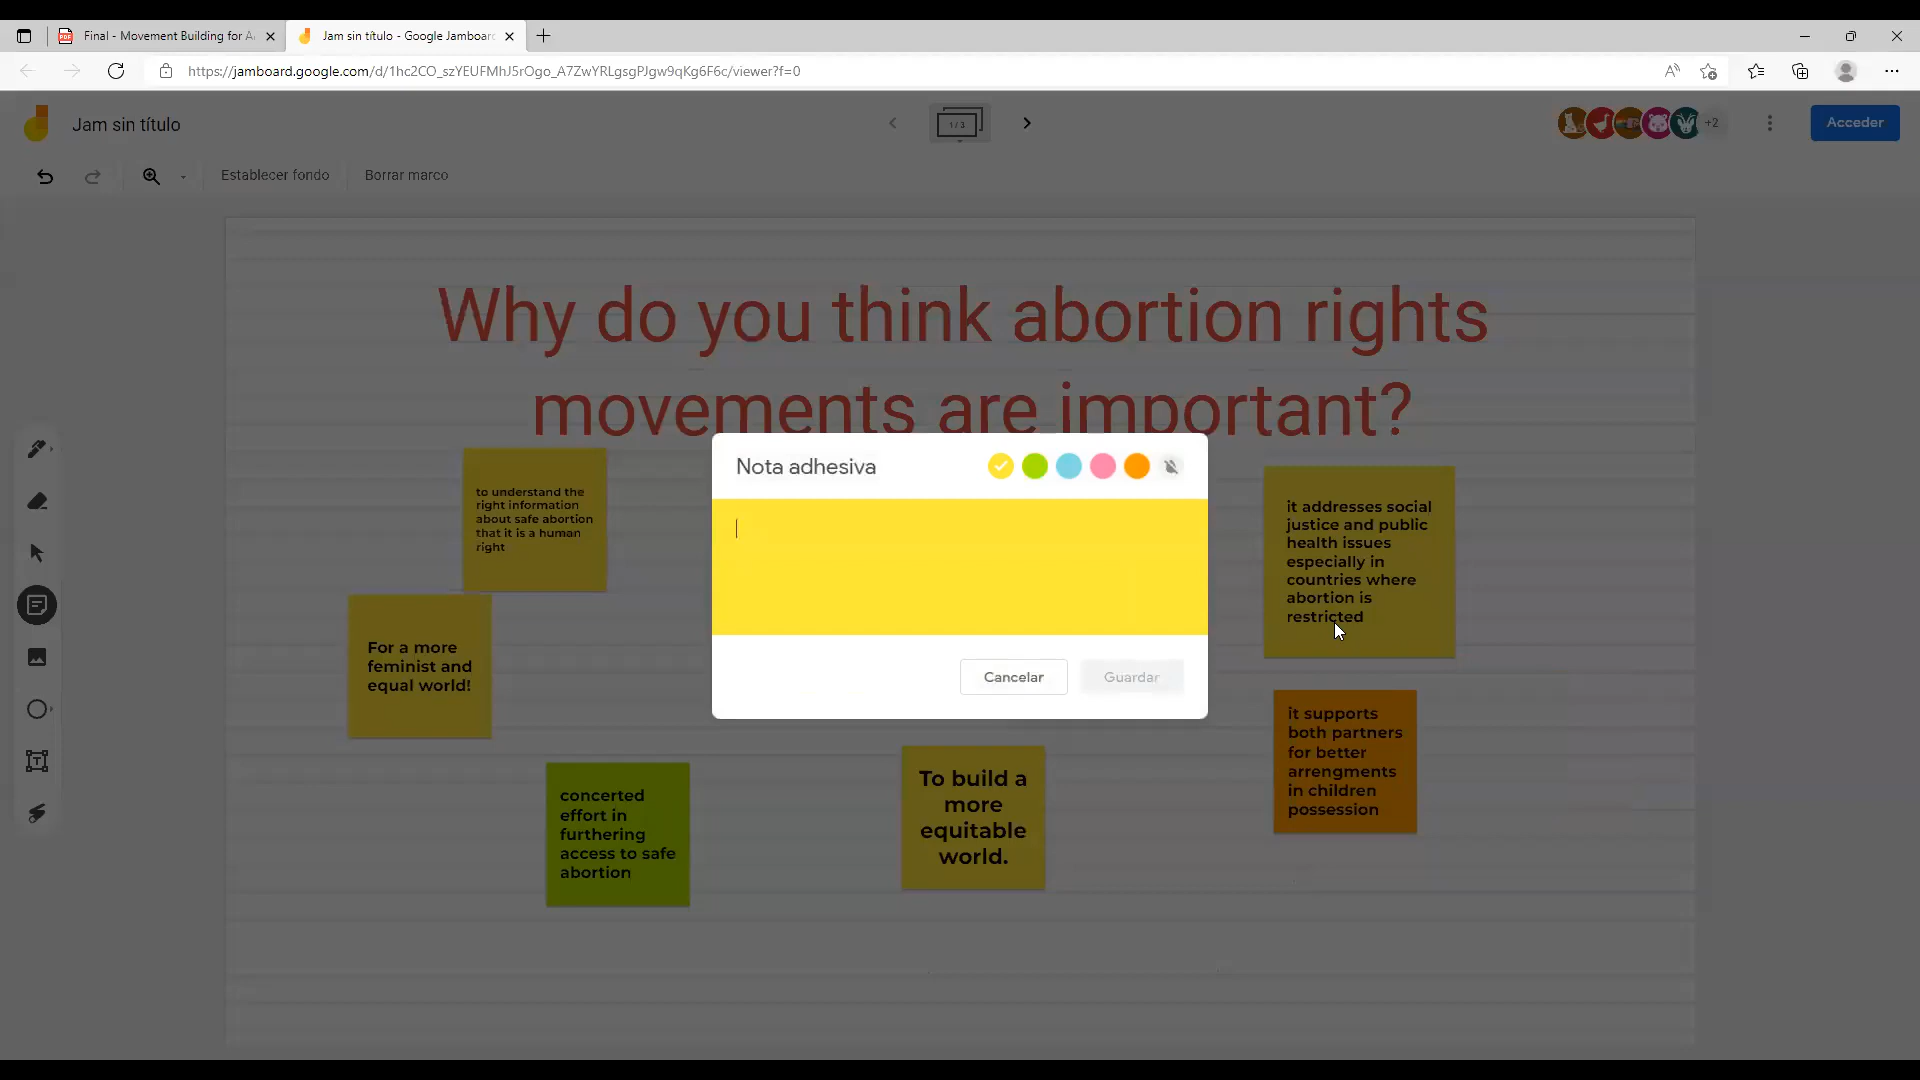 Final - Movement Building for A
Jam sin título - Google Jamboard
https://jamboard.google.com/d/1hc2CO_szYEUFMhJ5rOgo_A7ZwYRLgsgPJgw9qKg6F6c/viewer?f=0
Jam sin título
1 / 3
+2
Acceder
Establecer fondo
Borrar marco
Why do you think abortion rights
movements are important?
Nota adhesiva
Cancelar
Guardar
to understand the
right information
about safe abortion
that it is a human
right
it addresses social
justice and public
health issues
especially in
countries where
abortion is
restricted
For a more
feminist and
equal world!
it supports
both partners
for better
arrengments
in children
possession
concerted
effort in
furthering
access to safe
abortion
To build a
more
equitable
world.